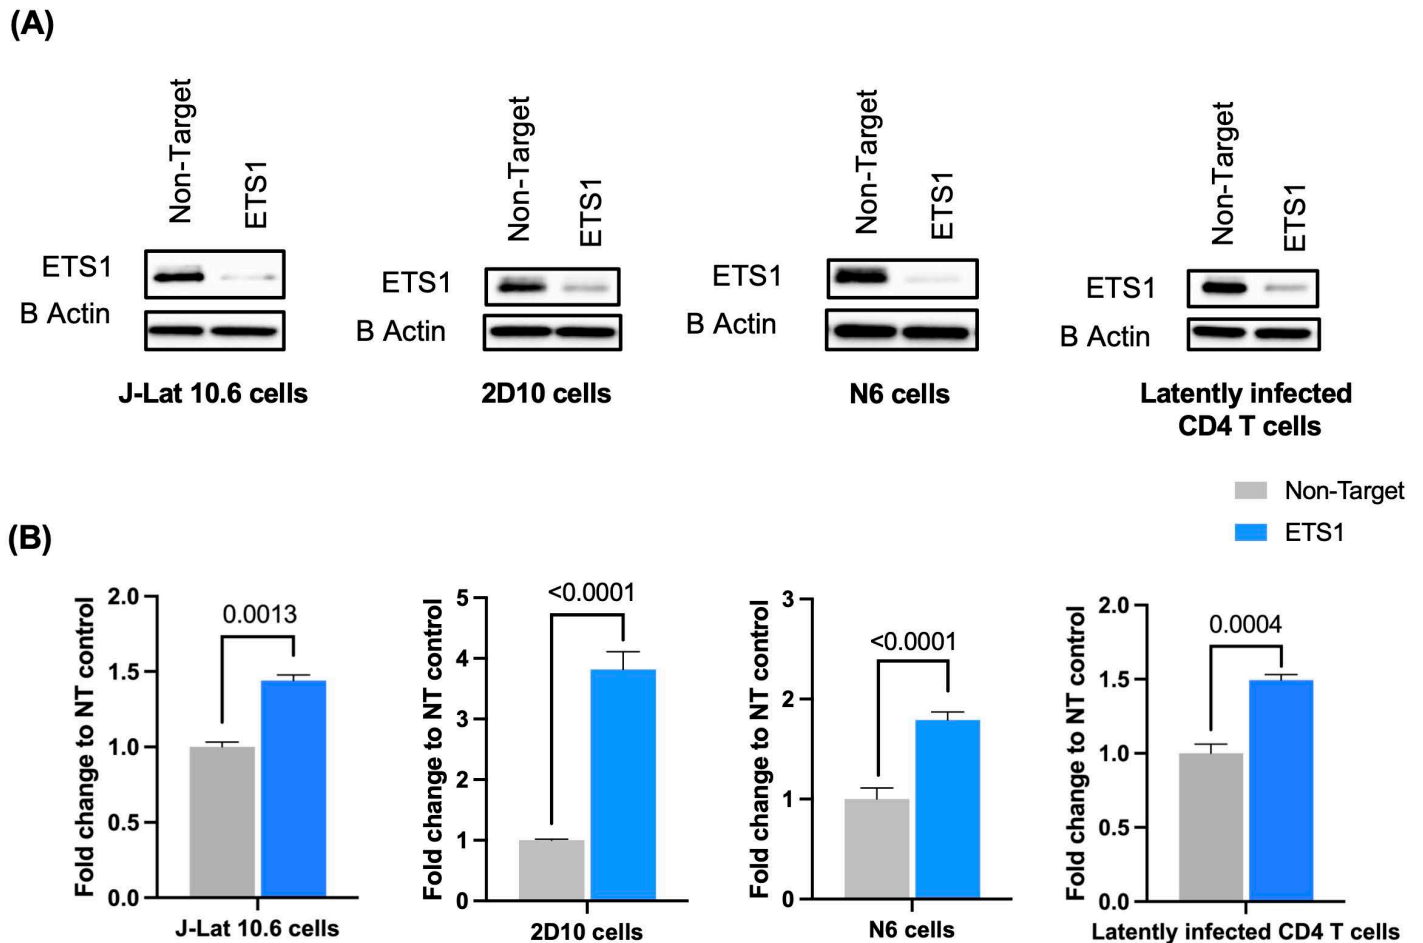 (A)
Non-Target
ETS1
ETS1
B Actin
J-Lat 10.6 cells
Non-Target
ETS1
ETS1
B Actin
2D10 cells
Non-Target
ETS1
ETS1
B Actin
N6 cells
Non-Target
ETS1
ETS1
B Actin
Latently infected
CD4 T cells
Non-Target
ETS1
(B)
Fold change to NT control
2.0
1.5
1.0
0.5
0.0
0.0013
J-Lat 10.6 cells
Fold change to NT control
5
4
3
2
1
0
<0.0001
2D10 cells
Fold change to NT control
3
2
1
0
<0.0001
N6 cells
Fold change to NT control
2.0
1.5
1.0
0.5
0.0
0.0004
Latently infected CD4 T cells